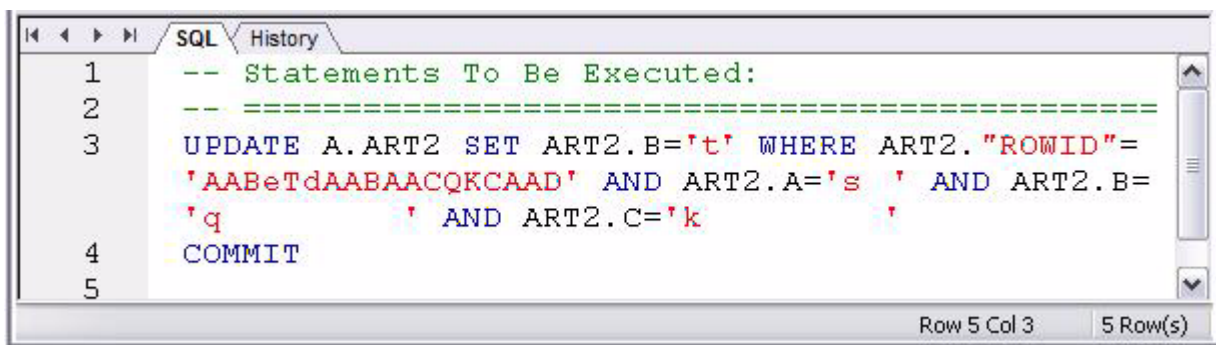 SQL History
1 -- Statements To Be Executed:
2 -- ==============================================
3 UPDATE A.ART2 SET ART2.B='t' WHERE ART2."ROWID"=
'AABeTdAABAACQKCAAD' AND ART2.A='s  ' AND ART2.B=
'q         ' AND ART2.C='k         '
4 COMMIT
5
Row 5 Col 3 5 Row(s)